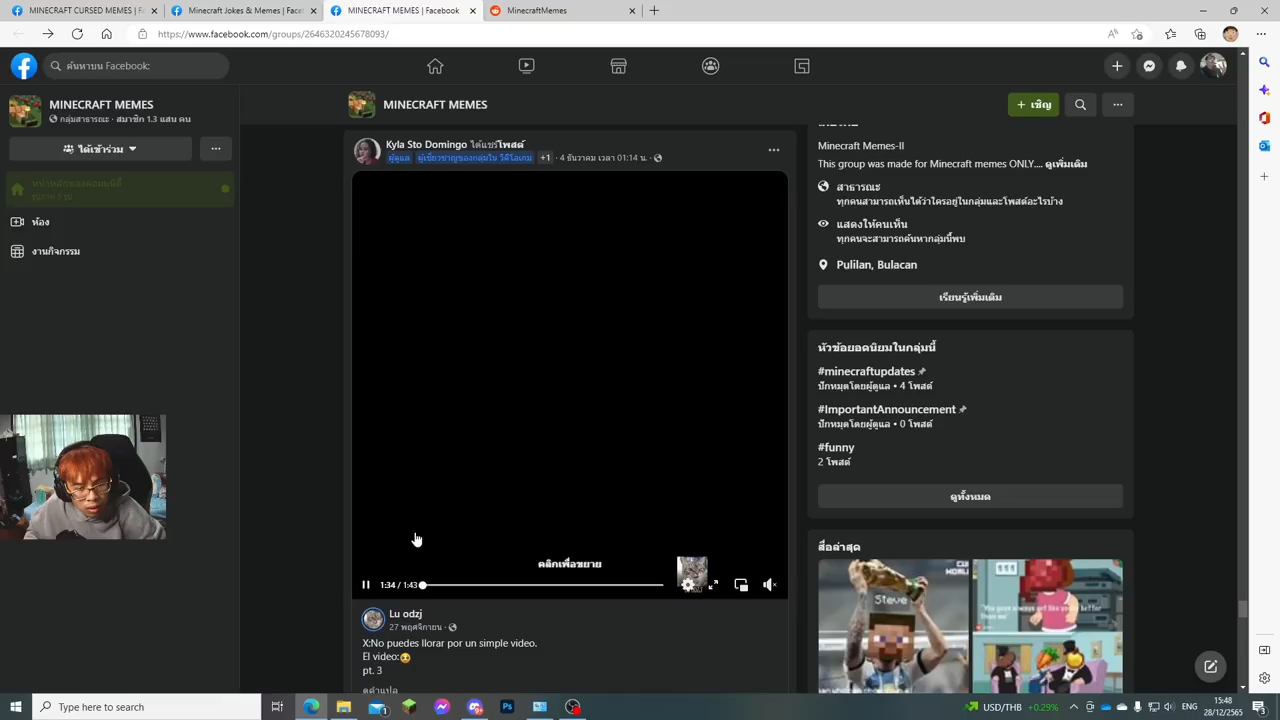 MINECRAFT CURSED MEMES | Fac
Minecraft Jokes & Memes | Face
MINECRAFT MEMES | Facebook
MinecraftMemes
https://www.facebook.com/groups/2646320245678093/
ค้นหาบน Facebook
MINECRAFT MEMES
กลุ่มสาธารณะ · สมาชิก 1.3 แสน คน
ได้เข้าร่วม
หน้าหลักของคอมมูนิตี้
ห้อง
งานกิจกรรม
MINECRAFT MEMES
+ เชิญ
Kyla Sto Domingo ได้แชร์โพสต์
ผู้ดูแล ผู้เชี่ยวชาญของกลุ่มใน วิดีโอเกม +1 · 4 ธันวาคม เวลา 01:14 น. ·
คลิกเพื่อขยาย
1:34 / 1:43
Lu odzj
27 พฤศจิกายน ·
X:No puedes llorar por un simple video.
El video:
pt. 3
ดูคำแปล
Minecraft Memes-II
This group was made for Minecraft memes ONLY.... ดูเพิ่มเติม
สาธารณะ
ทุกคนสามารถเห็นได้ว่าใครอยู่ในกลุ่มและโพสต์อะไรบ้าง
แสดงให้คนเห็น
ทุกคนจะสามารถค้นหากลุ่มนี้พบ
Pulilan, Bulacan
เรียนรู้เพิ่มเติม
หัวข้อยอดนิยมในกลุ่มนี้
#minecraftupdates
ปักหมุดโดยผู้ดูแล • 4 โพสต์
#ImportantAnnouncement
ปักหมุดโดยผู้ดูแล • 0 โพสต์
#funny
2 โพสต์
ดูทั้งหมด
สื่อล่าสุด
Steve
Type here to search
USD/THB +0.29%
ENG
15:48
28/12/2565